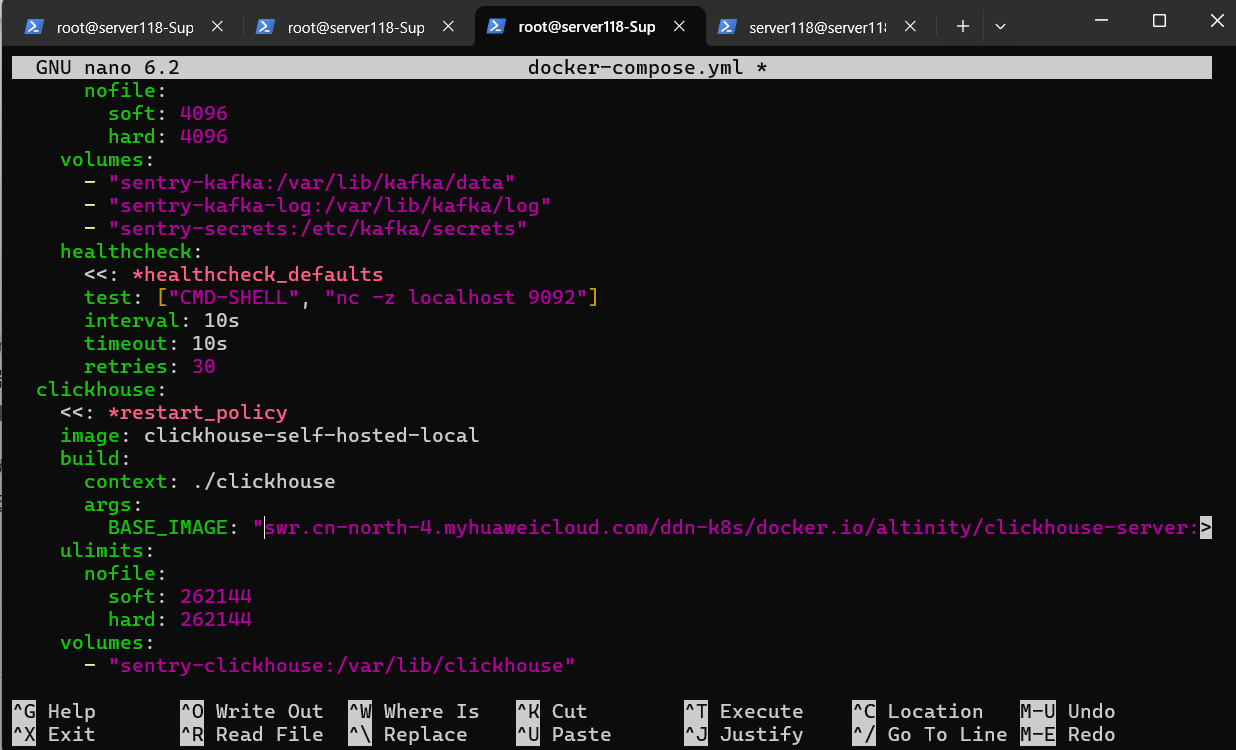 root@server118-Sup root@server118-Sup root@server118-Sup server118@server11
GNU nano 6.2 docker-compose.yml *
nofile:
soft: 4096
hard: 4096
volumes:
- "sentry-kafka:/var/lib/kafka/data"
- "sentry-kafka-log:/var/lib/kafka/log"
- "sentry-secrets:/etc/kafka/secrets"
healthcheck:
<<: *healthcheck_defaults
test: ["CMD-SHELL", "nc -z localhost 9092"]
interval: 10s
timeout: 10s
retries: 30
clickhouse:
<<: *restart_policy
image: clickhouse-self-hosted-local
build:
context: ./clickhouse
args:
BASE_IMAGE: "swr.cn-north-4.myhuaweicloud.com/ddn-k8s/docker.io/altinity/clickhouse-server:>
ulimits:
nofile:
soft: 262144
hard: 262144
volumes:
- "sentry-clickhouse:/var/lib/clickhouse"
^G Help ^O Write Out ^W Where Is ^K Cut ^T Execute ^C Location M-U Undo
^X Exit ^R Read File ^\ Replace ^U Paste ^J Justify ^/ Go To Line M-E Redo